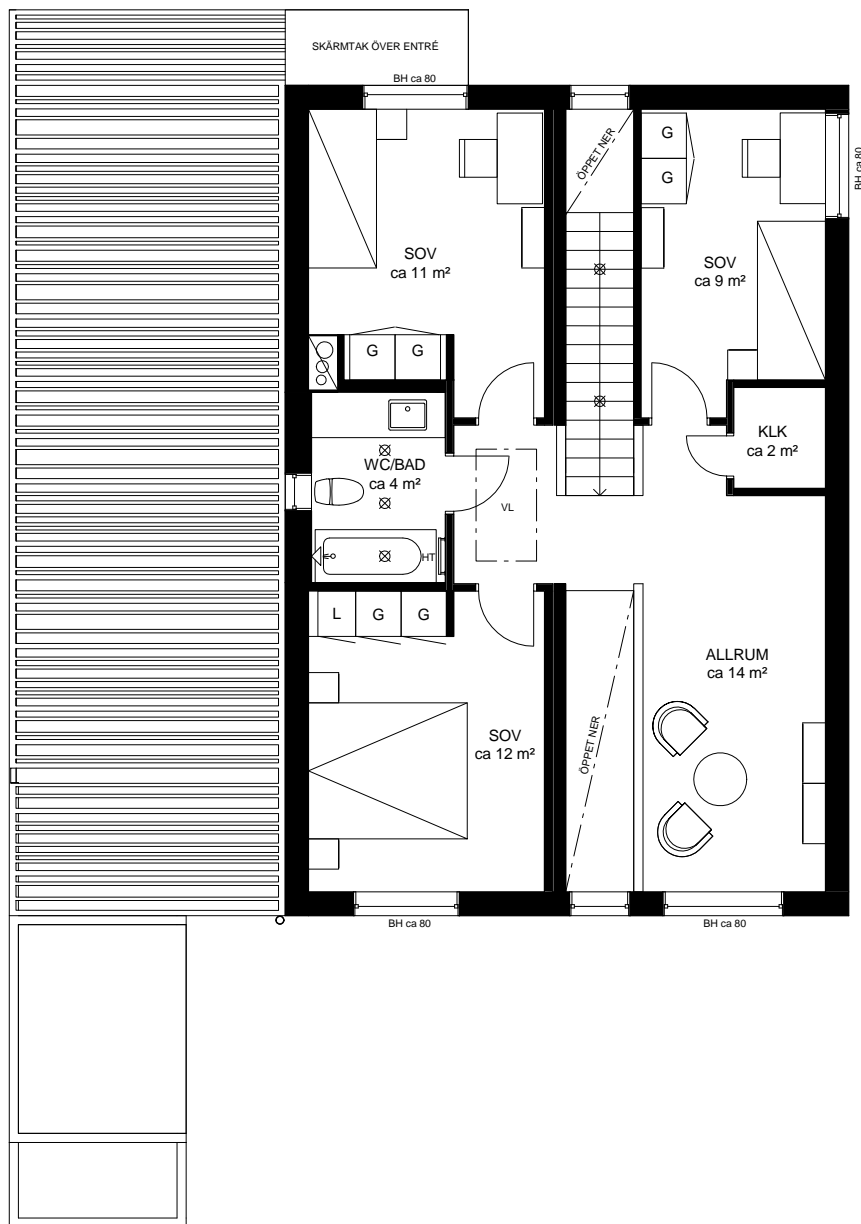 SKÄRMTAK ÖVER ENTRÉ
BH ca 80
ÖPPET NER
G
G
BH ca 80
SOV
ca 11 m²
SOV
ca 9 m²
G G
KLK
ca 2 m²
WC/BAD
ca 4 m²
VL
HT
L G G
ALLRUM
ca 14 m²
SOV
ca 12 m²
ÖPPET NER
BH ca 80
BH ca 80